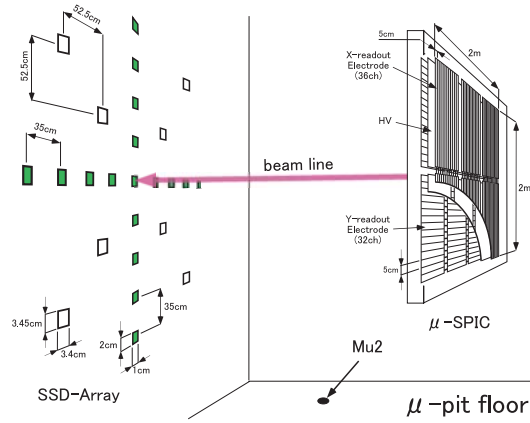 52.5cm
52.5cm
35cm
3.45cm
3.4cm
2cm
1cm
35cm
SSD-Array
beam line
5cm
2m
X-readout
Electrode
(36ch)
HV
2m
Y-readout
Electrode
(32ch)
5cm
μ-SPIC
Mu2
μ-pit floor